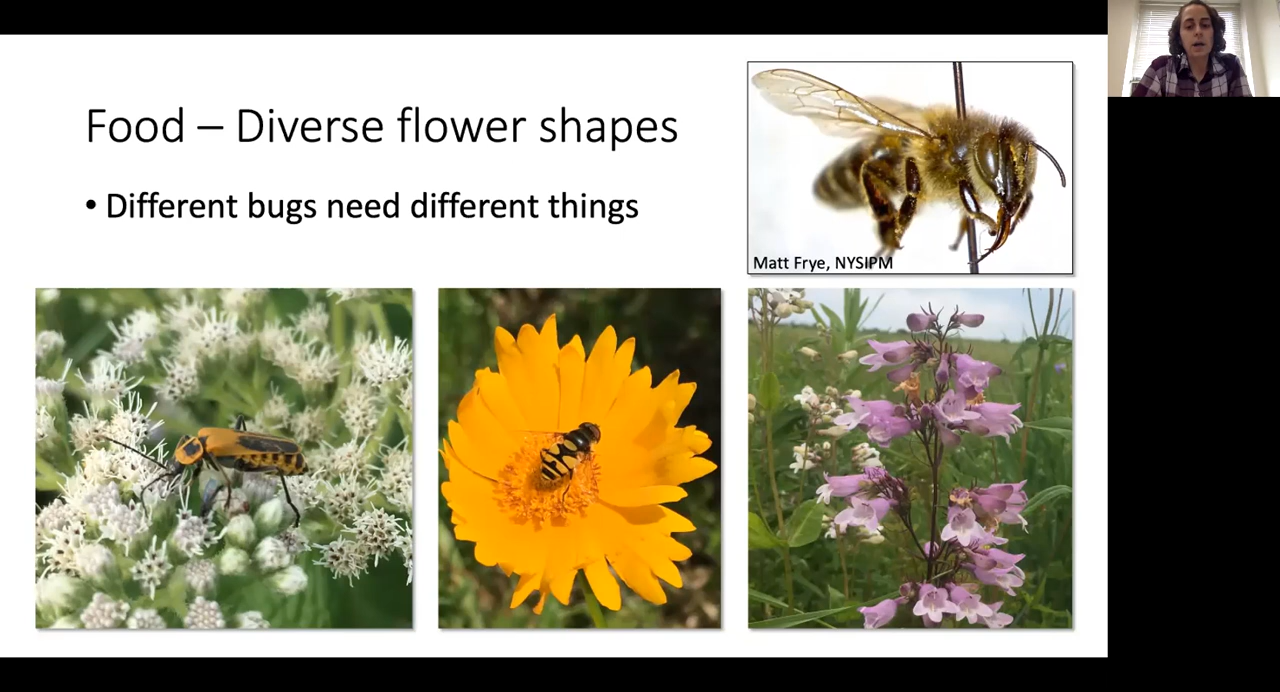 Food – Diverse flower shapes
• Different bugs need different things
Matt Frye, NYSIPM